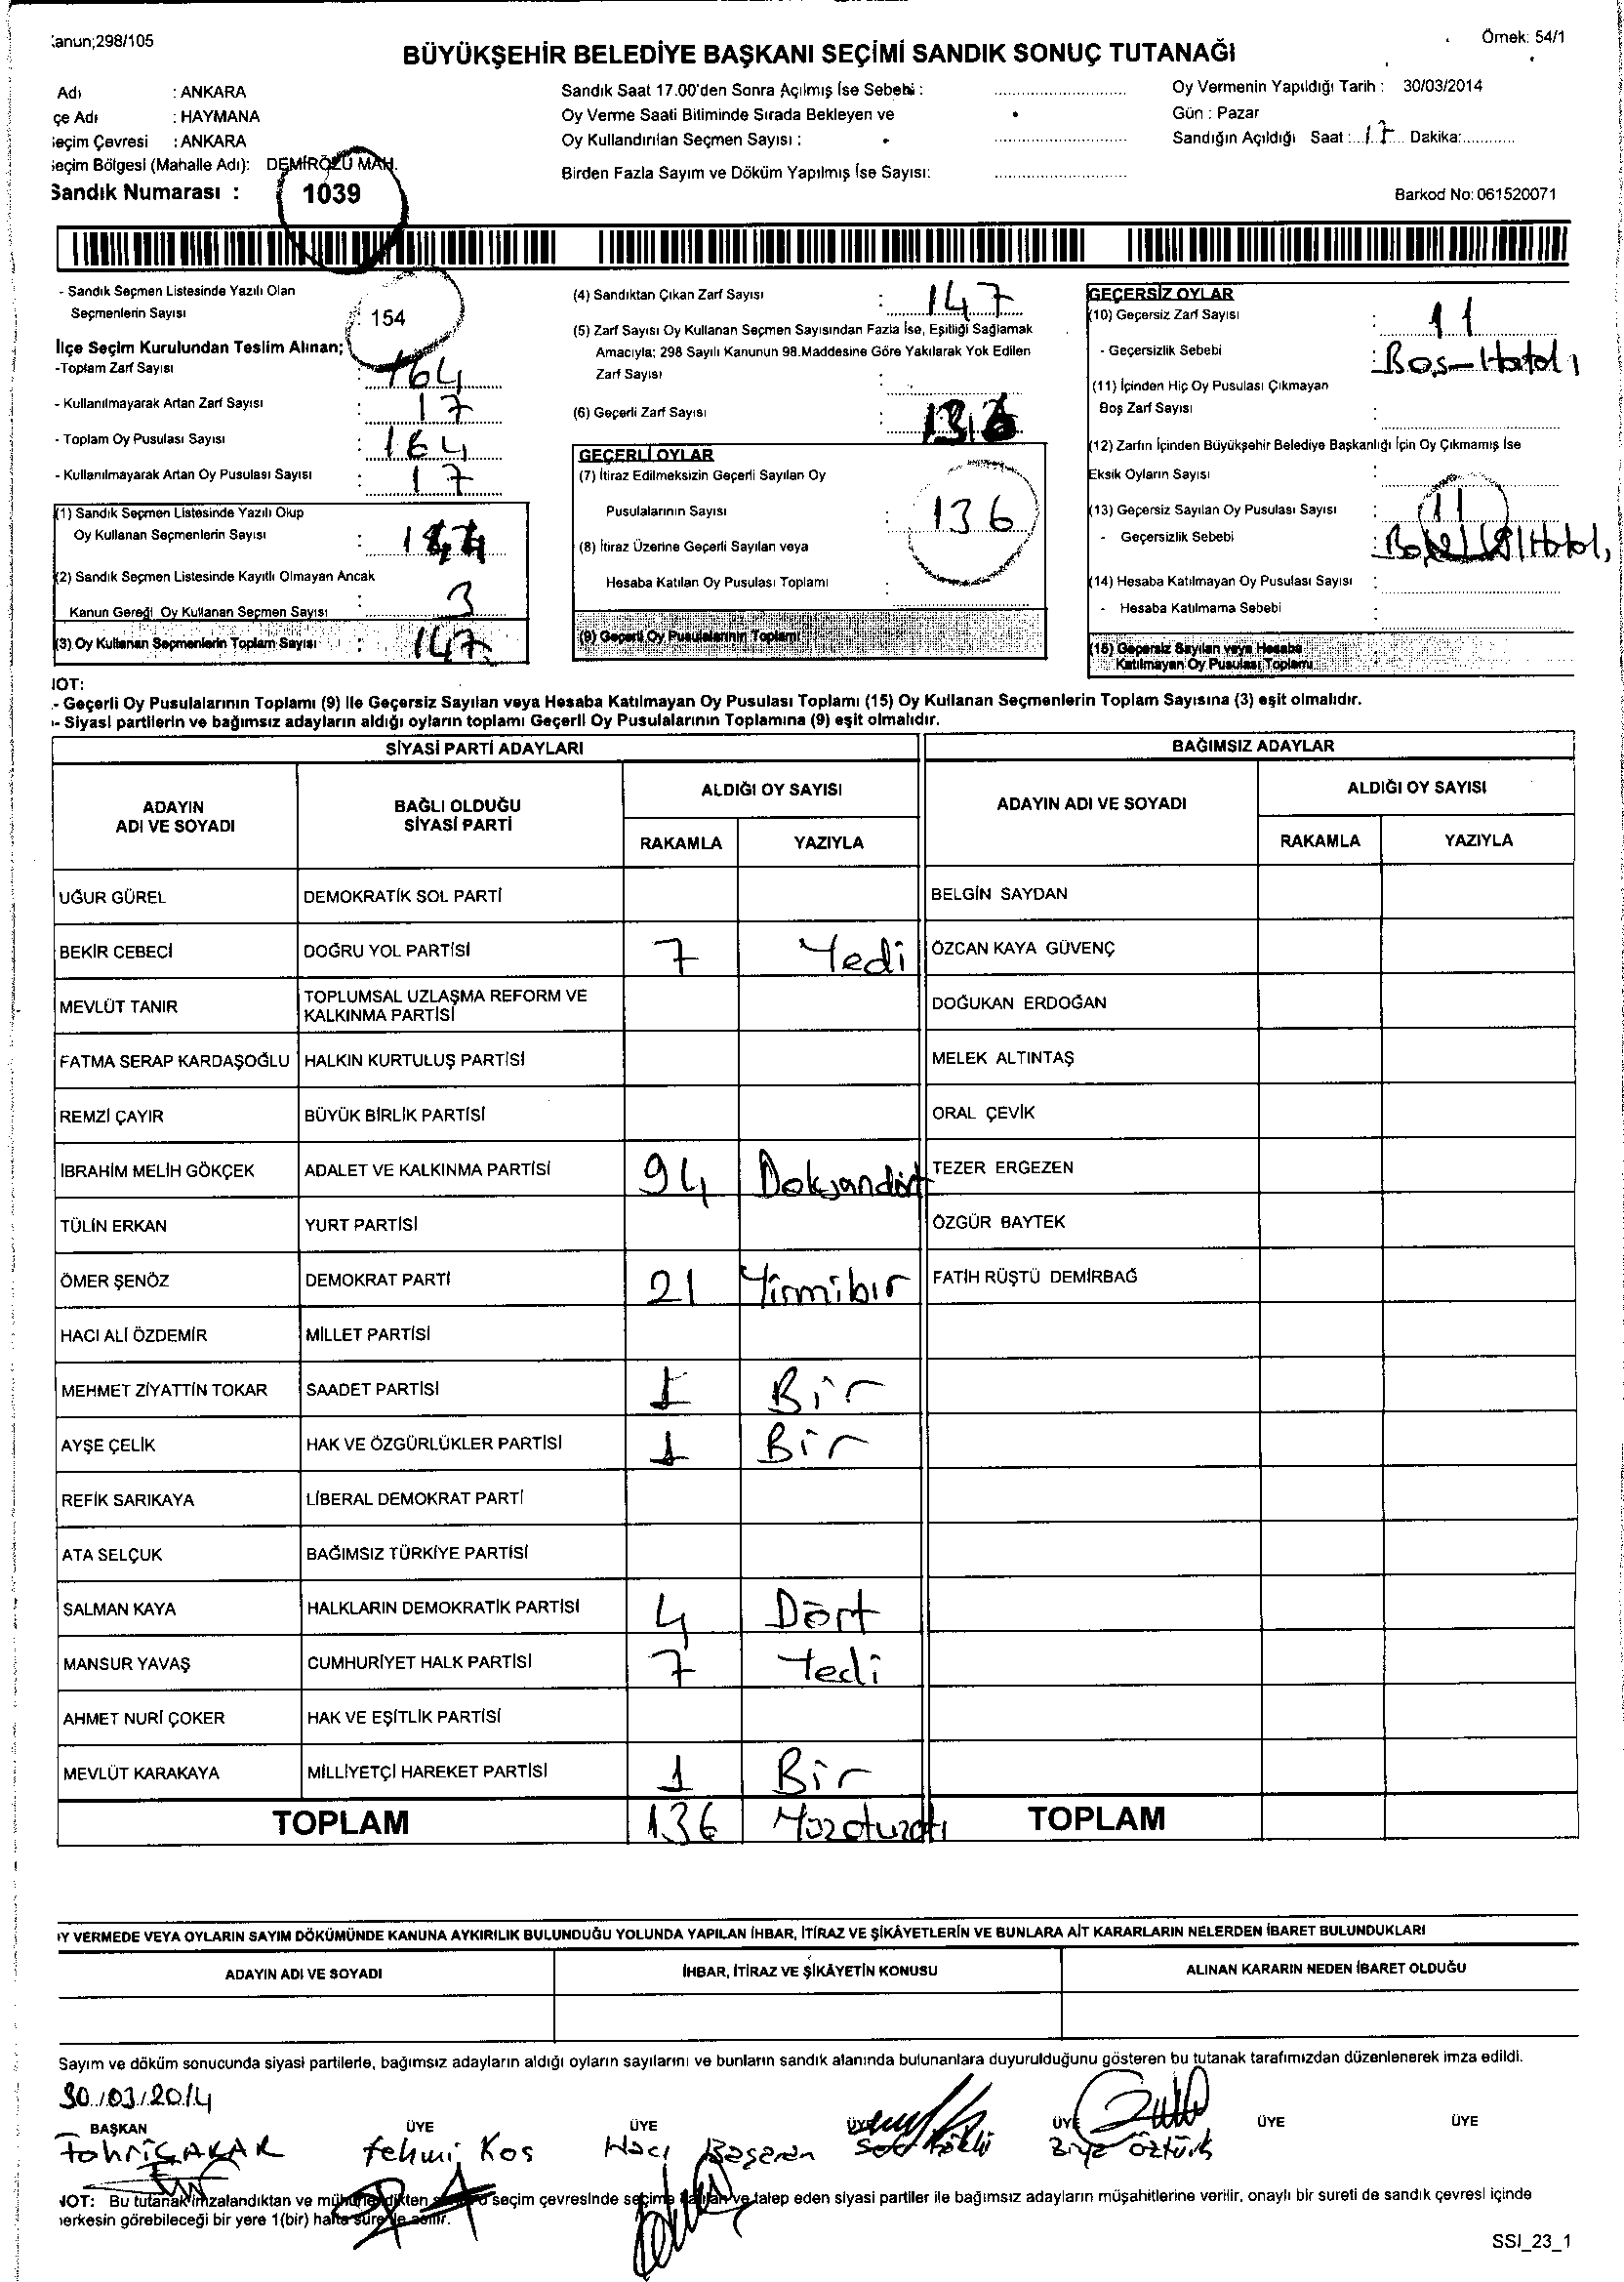 anun;298/105
Örnek: 54/1
BÜYÜKŞEHİR BELEDİYE BAŞKANI SEÇİMİ SANDIK SONUÇ TUTANAĞI
Adı : ANKARA
çe Adı : HAYMANA
eçim Çevresi : ANKARA
eçim Bölgesi (Mahalle Adı): DEMİRÖZÜ MAH.
Sandık Numarası : 1039
Sandık Saat 17.00'den Sonra Açılmış İse Sebebi :
Oy Verme Saati Bitiminde Sırada Bekleyen ve
Oy Kullandırılan Seçmen Sayısı :
Birden Fazla Sayım ve Döküm Yapılmış İse Sayısı:
Oy Vermenin Yapıldığı Tarih : 30/03/2014
Gün : Pazar
Sandığın Açıldığı Saat : 17 Dakika:
Barkod No: 061520071
- Sandık Seçmen Listesinde Yazılı Olan
Seçmenlerin Sayısı : 154
İlçe Seçim Kurulundan Teslim Alınan;
-Toplam Zarf Sayısı : 164
- Kullanılmayarak Artan Zarf Sayısı : 17
- Toplam Oy Pusulası Sayısı : 164
- Kullanılmayarak Artan Oy Pusulası Sayısı : 17
(1) Sandık Seçmen Listesinde Yazılı Olup
Oy Kullanan Seçmenlerin Sayısı :
(2) Sandık Seçmen Listesinde Kayıtlı Olmayan Ancak
Kanun Gereği Oy Kullanan Seçmen Sayısı : 3
(3) Oy Kullanan Seçmenlerin Toplam Sayısı : 147
(4) Sandıktan Çıkan Zarf Sayısı : 147
(5) Zarf Sayısı Oy Kullanan Seçmen Sayısından Fazla İse, Eşitliği Sağlamak
Amacıyla; 298 Sayılı Kanunun 98.Maddesine Göre Yakılarak Yok Edilen
Zarf Sayısı :
(6) Geçerli Zarf Sayısı : 136
GEÇERLİ OYLAR
(7) İtiraz Edilmeksizin Geçerli Sayılan Oy
Pusulalarının Sayısı : 136
(8) İtiraz Üzerine Geçerli Sayılan veya
Hesaba Katılan Oy Pusulası Toplamı :
(9) Geçerli Oy Pusulalarının Toplamı
GEÇERSİZ OYLAR
(10) Geçersiz Zarf Sayısı : 11
- Geçersizlik Sebebi : Boş-Hatalı
(11) İçinden Hiç Oy Pusulası Çıkmayan
Boş Zarf Sayısı :
(12) Zarfın İçinden Büyükşehir Belediye Başkanlığı İçin Oy Çıkmamış İse
Eksik Oyların Sayısı :
(13) Geçersiz Sayılan Oy Pusulası Sayısı : 11
- Geçersizlik Sebebi :
(14) Hesaba Katılmayan Oy Pusulası Sayısı :
- Hesaba Katılmama Sebebi :
(15) Geçersiz Sayılan veya Hesaba
Katılmayan Oy Pusulası Toplamı
NOT:
- Geçerli Oy Pusulalarının Toplamı (9) ile Geçersiz Sayılan veya Hesaba Katılmayan Oy Pusulası Toplamı (15) Oy Kullanan Seçmenlerin Toplam Sayısına (3) eşit olmalıdır.
- Siyasi partilerin ve bağımsız adayların aldığı oyların toplamı Geçerli Oy Pusulalarının Toplamına (9) eşit olmalıdır.
SİYASİ PARTİ ADAYLARI BAĞIMSIZ ADAYLAR
ADAYIN ADI VE SOYADI BAĞLI OLDUĞU SİYASİ PARTİ ALDIĞI OY SAYISI ADAYIN ADI VE SOYADI ALDIĞI OY SAYISI
RAKAMLA YAZIYLA RAKAMLA YAZIYLA
UĞUR GÜREL DEMOKRATİK SOL PARTİ BELGİN SAYDAN
BEKİR CEBECİ DOĞRU YOL PARTİSİ 7 Yedi ÖZCAN KAYA GÜVENÇ
MEVLÜT TANIR TOPLUMSAL UZLAŞMA REFORM VE KALKINMA PARTİSİ DOĞUKAN ERDOĞAN
FATMA SERAP KARDAŞOĞLU HALKIN KURTULUŞ PARTİSİ MELEK ALTINTAŞ
REMZİ ÇAYIR BÜYÜK BİRLİK PARTİSİ ORAL ÇEVİK
İBRAHİM MELİH GÖKÇEK ADALET VE KALKINMA PARTİSİ 94 Doksandört TEZER ERGEZEN
TÜLİN ERKAN YURT PARTİSİ ÖZGÜR BAYTEK
ÖMER ŞENÖZ DEMOKRAT PARTİ 21 Yirmibir FATİH RÜŞTÜ DEMİRBAĞ
HACI ALİ ÖZDEMİR MİLLET PARTİSİ
MEHMET ZİYATTİN TOKAR SAADET PARTİSİ 1 Bir
AYŞE ÇELİK HAK VE ÖZGÜRLÜKLER PARTİSİ 1 Bir
REFİK SARIKAYA LİBERAL DEMOKRAT PARTİ
ATA SELÇUK BAĞIMSIZ TÜRKİYE PARTİSİ
SALMAN KAYA HALKLARIN DEMOKRATİK PARTİSİ 4 Dört
MANSUR YAVAŞ CUMHURİYET HALK PARTİSİ 7 Yedi
AHMET NURİ ÇOKER HAK VE EŞİTLİK PARTİSİ
MEVLÜT KARAKAYA MİLLİYETÇİ HAREKET PARTİSİ 1 Bir
TOPLAM 136 TOPLAM
Y VERMEDE VEYA OYLARIN SAYIM DÖKÜMÜNDE KANUNA AYKIRILIK BULUNDUĞU YOLUNDA YAPILAN İHBAR, İTİRAZ VE ŞİKÂYETLERİN VE BUNLARA AİT KARARLARIN NELERDEN İBARET BULUNDUKLARI
ADAYIN ADI VE SOYADI İHBAR, İTİRAZ VE ŞİKÂYETİN KONUSU ALINAN KARARIN NEDEN İBARET OLDUĞU
Sayım ve döküm sonucunda siyasi partilerle, bağımsız adayların aldığı oyların sayılarını ve bunların sandık alanında bulunanlara duyurulduğunu gösteren bu tutanak tarafımızdan düzenlenerek imza edildi.
30/03/2014
BAŞKAN ÜYE ÜYE ÜYE ÜYE ÜYE ÜYE
Fehmi Kos Hacı Başaran Ziya Öztürk
NOT: Bu tutanak imzalandıktan ve mühürlendikten sonra seçim çevresinde seçime katılan ve talep eden siyasi partiler ile bağımsız adayların müşahitlerine verilir, onaylı bir sureti de sandık çevresi içinde
herkesin görebileceği bir yere 1(bir) hafta süreyle asılır.
SSI_23_1